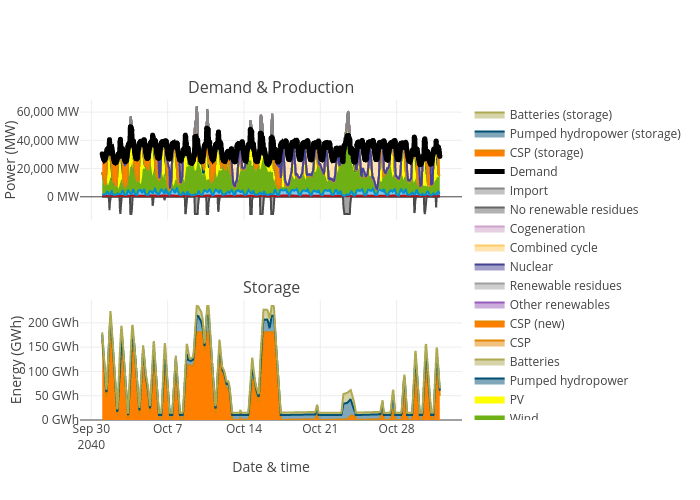 Demand & Production
60,000 MW
40,000 MW
20,000 MW
0 MW
Power (MW)
Batteries (storage)
Pumped hydropower (storage)
CSP (storage)
Demand
Import
No renewable residues
Cogeneration
Combined cycle
Nuclear
Renewable residues
Other renewables
CSP (new)
CSP
Batteries
Pumped hydropower
PV
Wind
Storage
200 GWh
150 GWh
100 GWh
50 GWh
0 GWh
Energy (GWh)
Sep 30
2040
Oct 7
Oct 14
Oct 21
Oct 28
Date & time